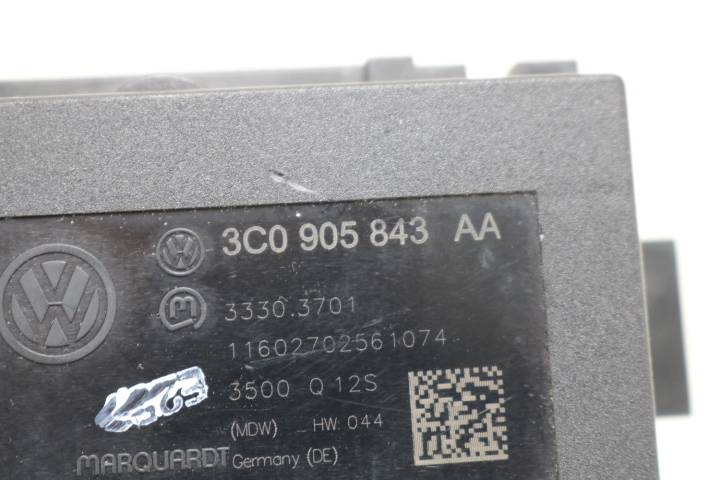 3C0 905 843 AA
3330.3701
11602702561074
3500 Q 12S
(MDW) HW: 044
MARQUARDT Germany (DE)